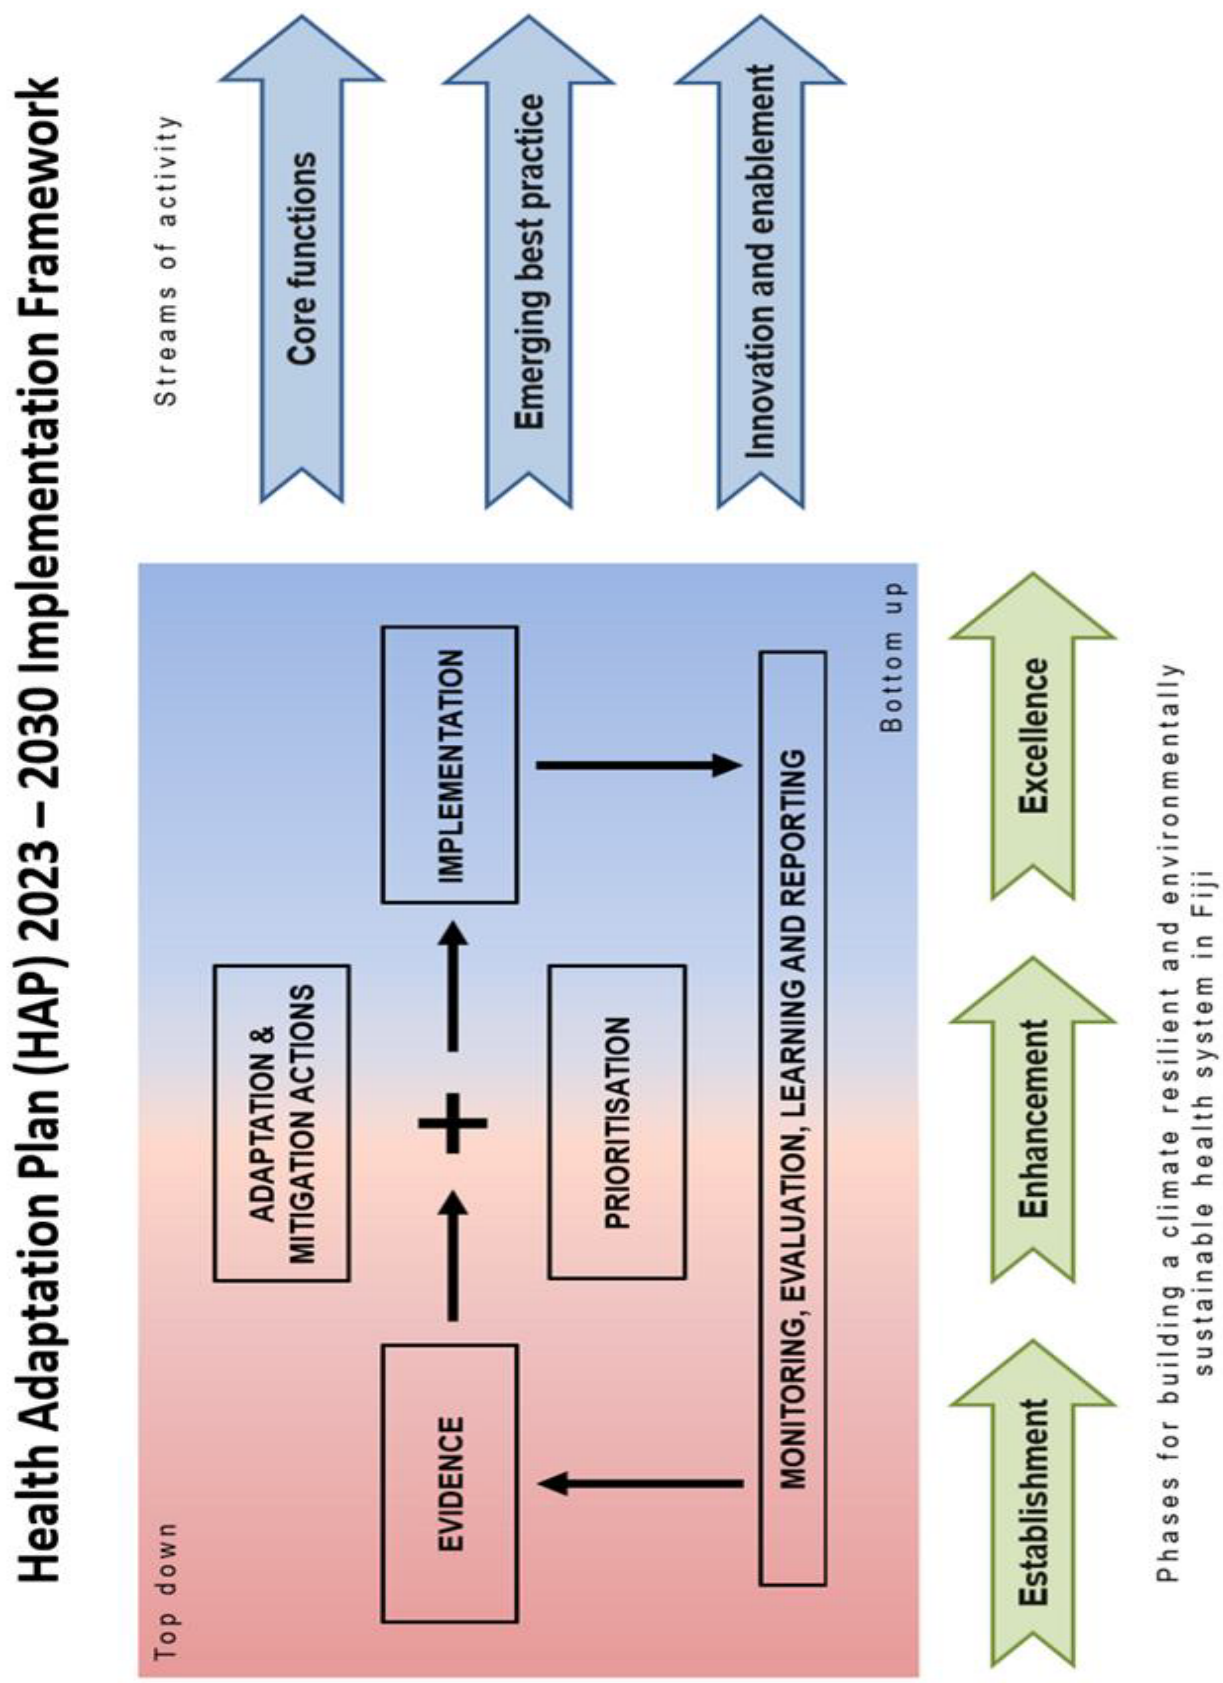 Health Adaptation Plan (HAP) 2023 – 2030 Implementation Framework
Top down
Streams of activity
ADAPTATION &
MITIGATION ACTIONS
EVIDENCE
+
IMPLEMENTATION
PRIORITISATION
MONITORING, EVALUATION, LEARNING AND REPORTING
Bottom up
Core functions
Emerging best practice
Innovation and enablement
Establishment
Enhancement
Excellence
Phases for building a climate resilient and environmentally
sustainable health system in Fiji